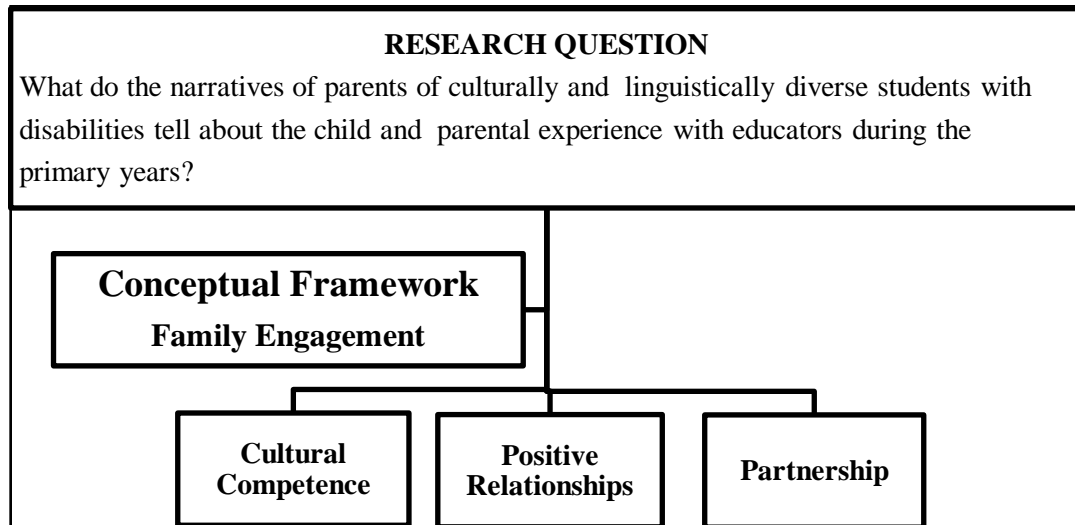 RESEARCH QUESTION
What do the narratives of parents of culturally and linguistically diverse students with
disabilities tell about the child and parental experience with educators during the
primary years?
Conceptual Framework
Family Engagement
Cultural
Competence
Positive
Relationships
Partnership